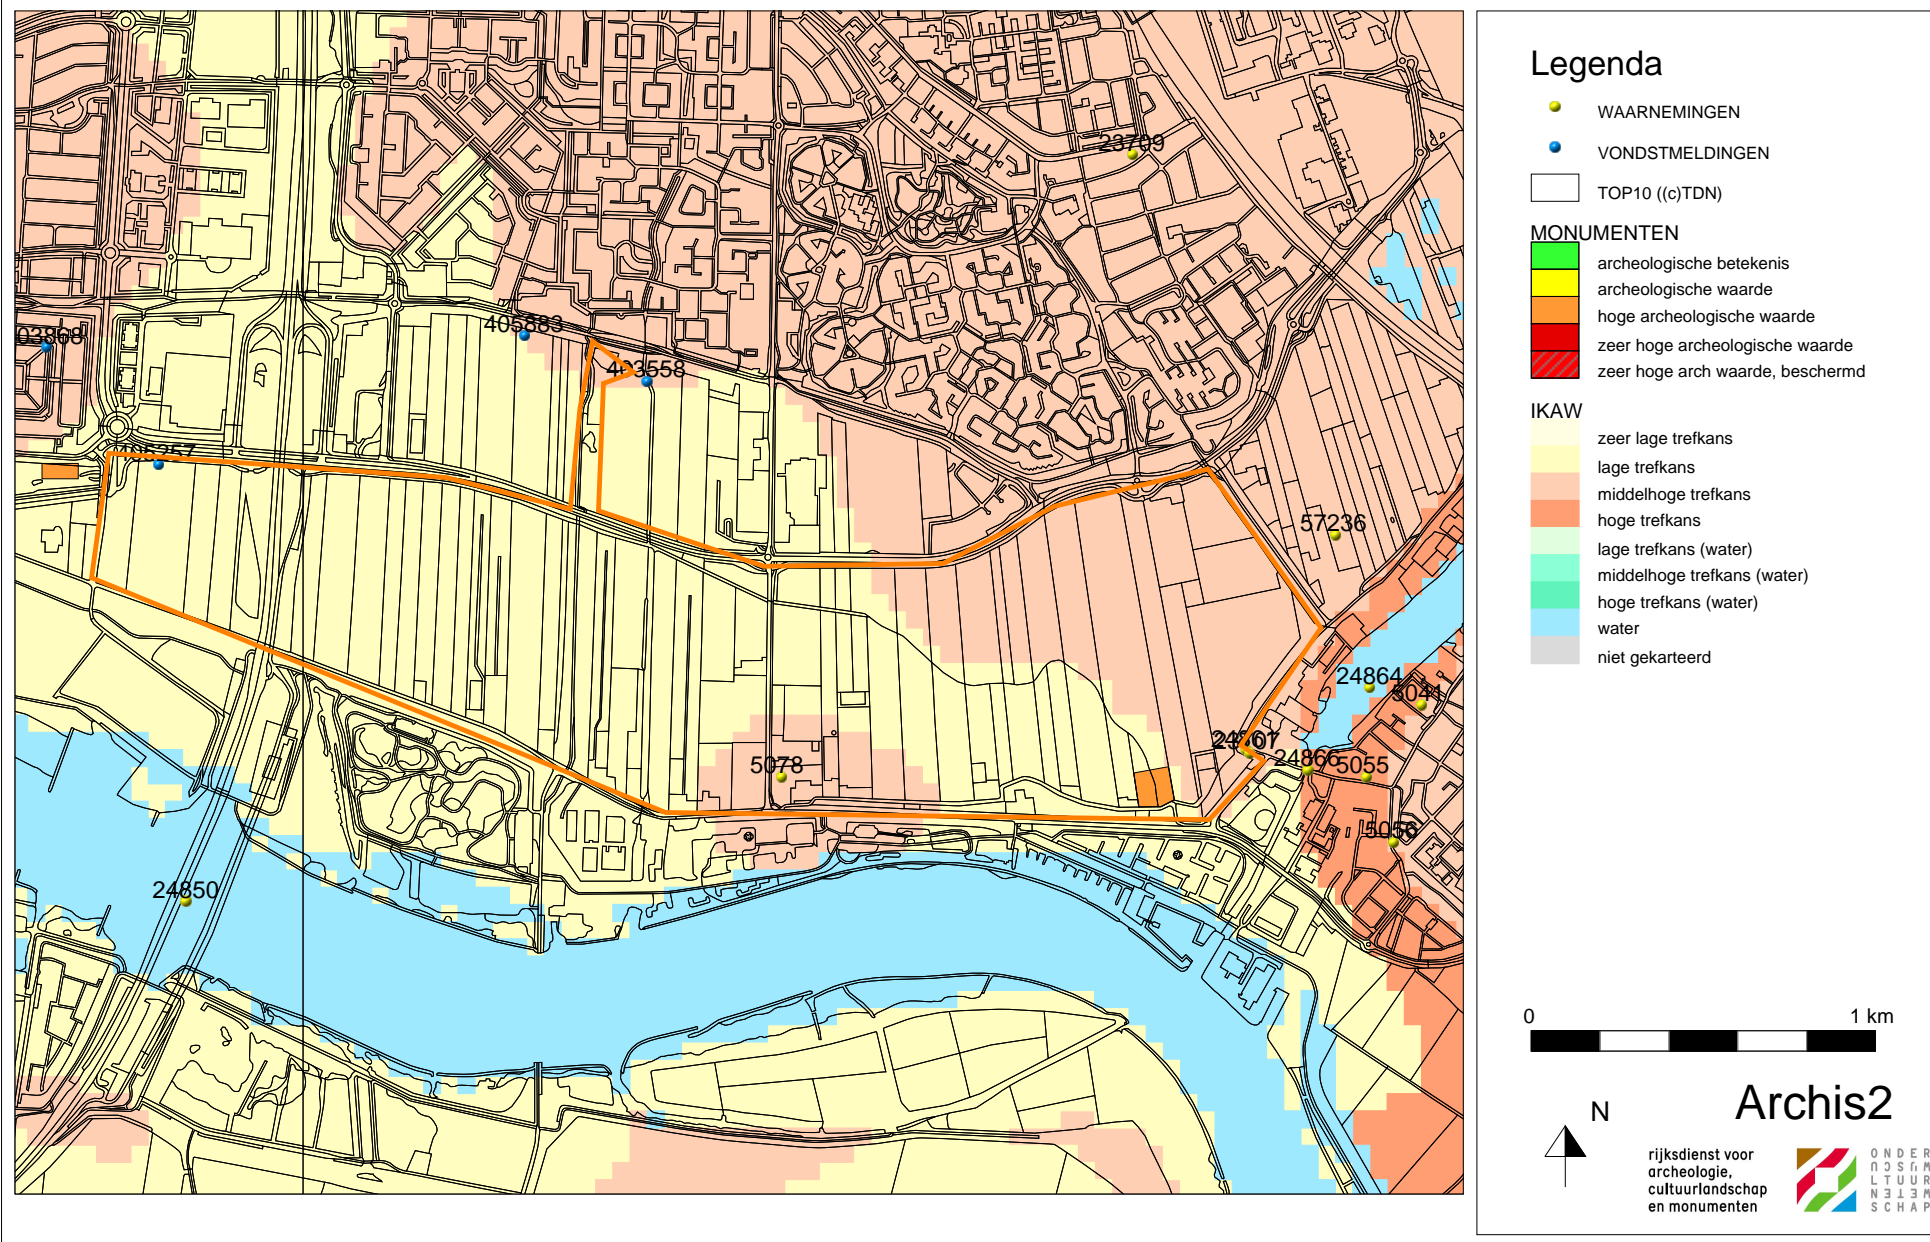 23709
405883
03868
403558
57236
24864
5041
5078
24866
5055
5056
24850
Legenda
WAARNEMINGEN
VONDSTMELDINGEN
TOP10 ((c)TDN)
MONUMENTEN
archeologische betekenis
archeologische waarde
hoge archeologische waarde
zeer hoge archeologische waarde
zeer hoge arch waarde, beschermd
IKAW
zeer lage trefkans
lage trefkans
middelhoge trefkans
hoge trefkans
lage trefkans (water)
middelhoge trefkans (water)
hoge trefkans (water)
water
niet gekarteerd
0 1 km
N
Archis2
rijksdienst voor
archeologie,
cultuurlandschap
en monumenten
ONDER
SCHAP